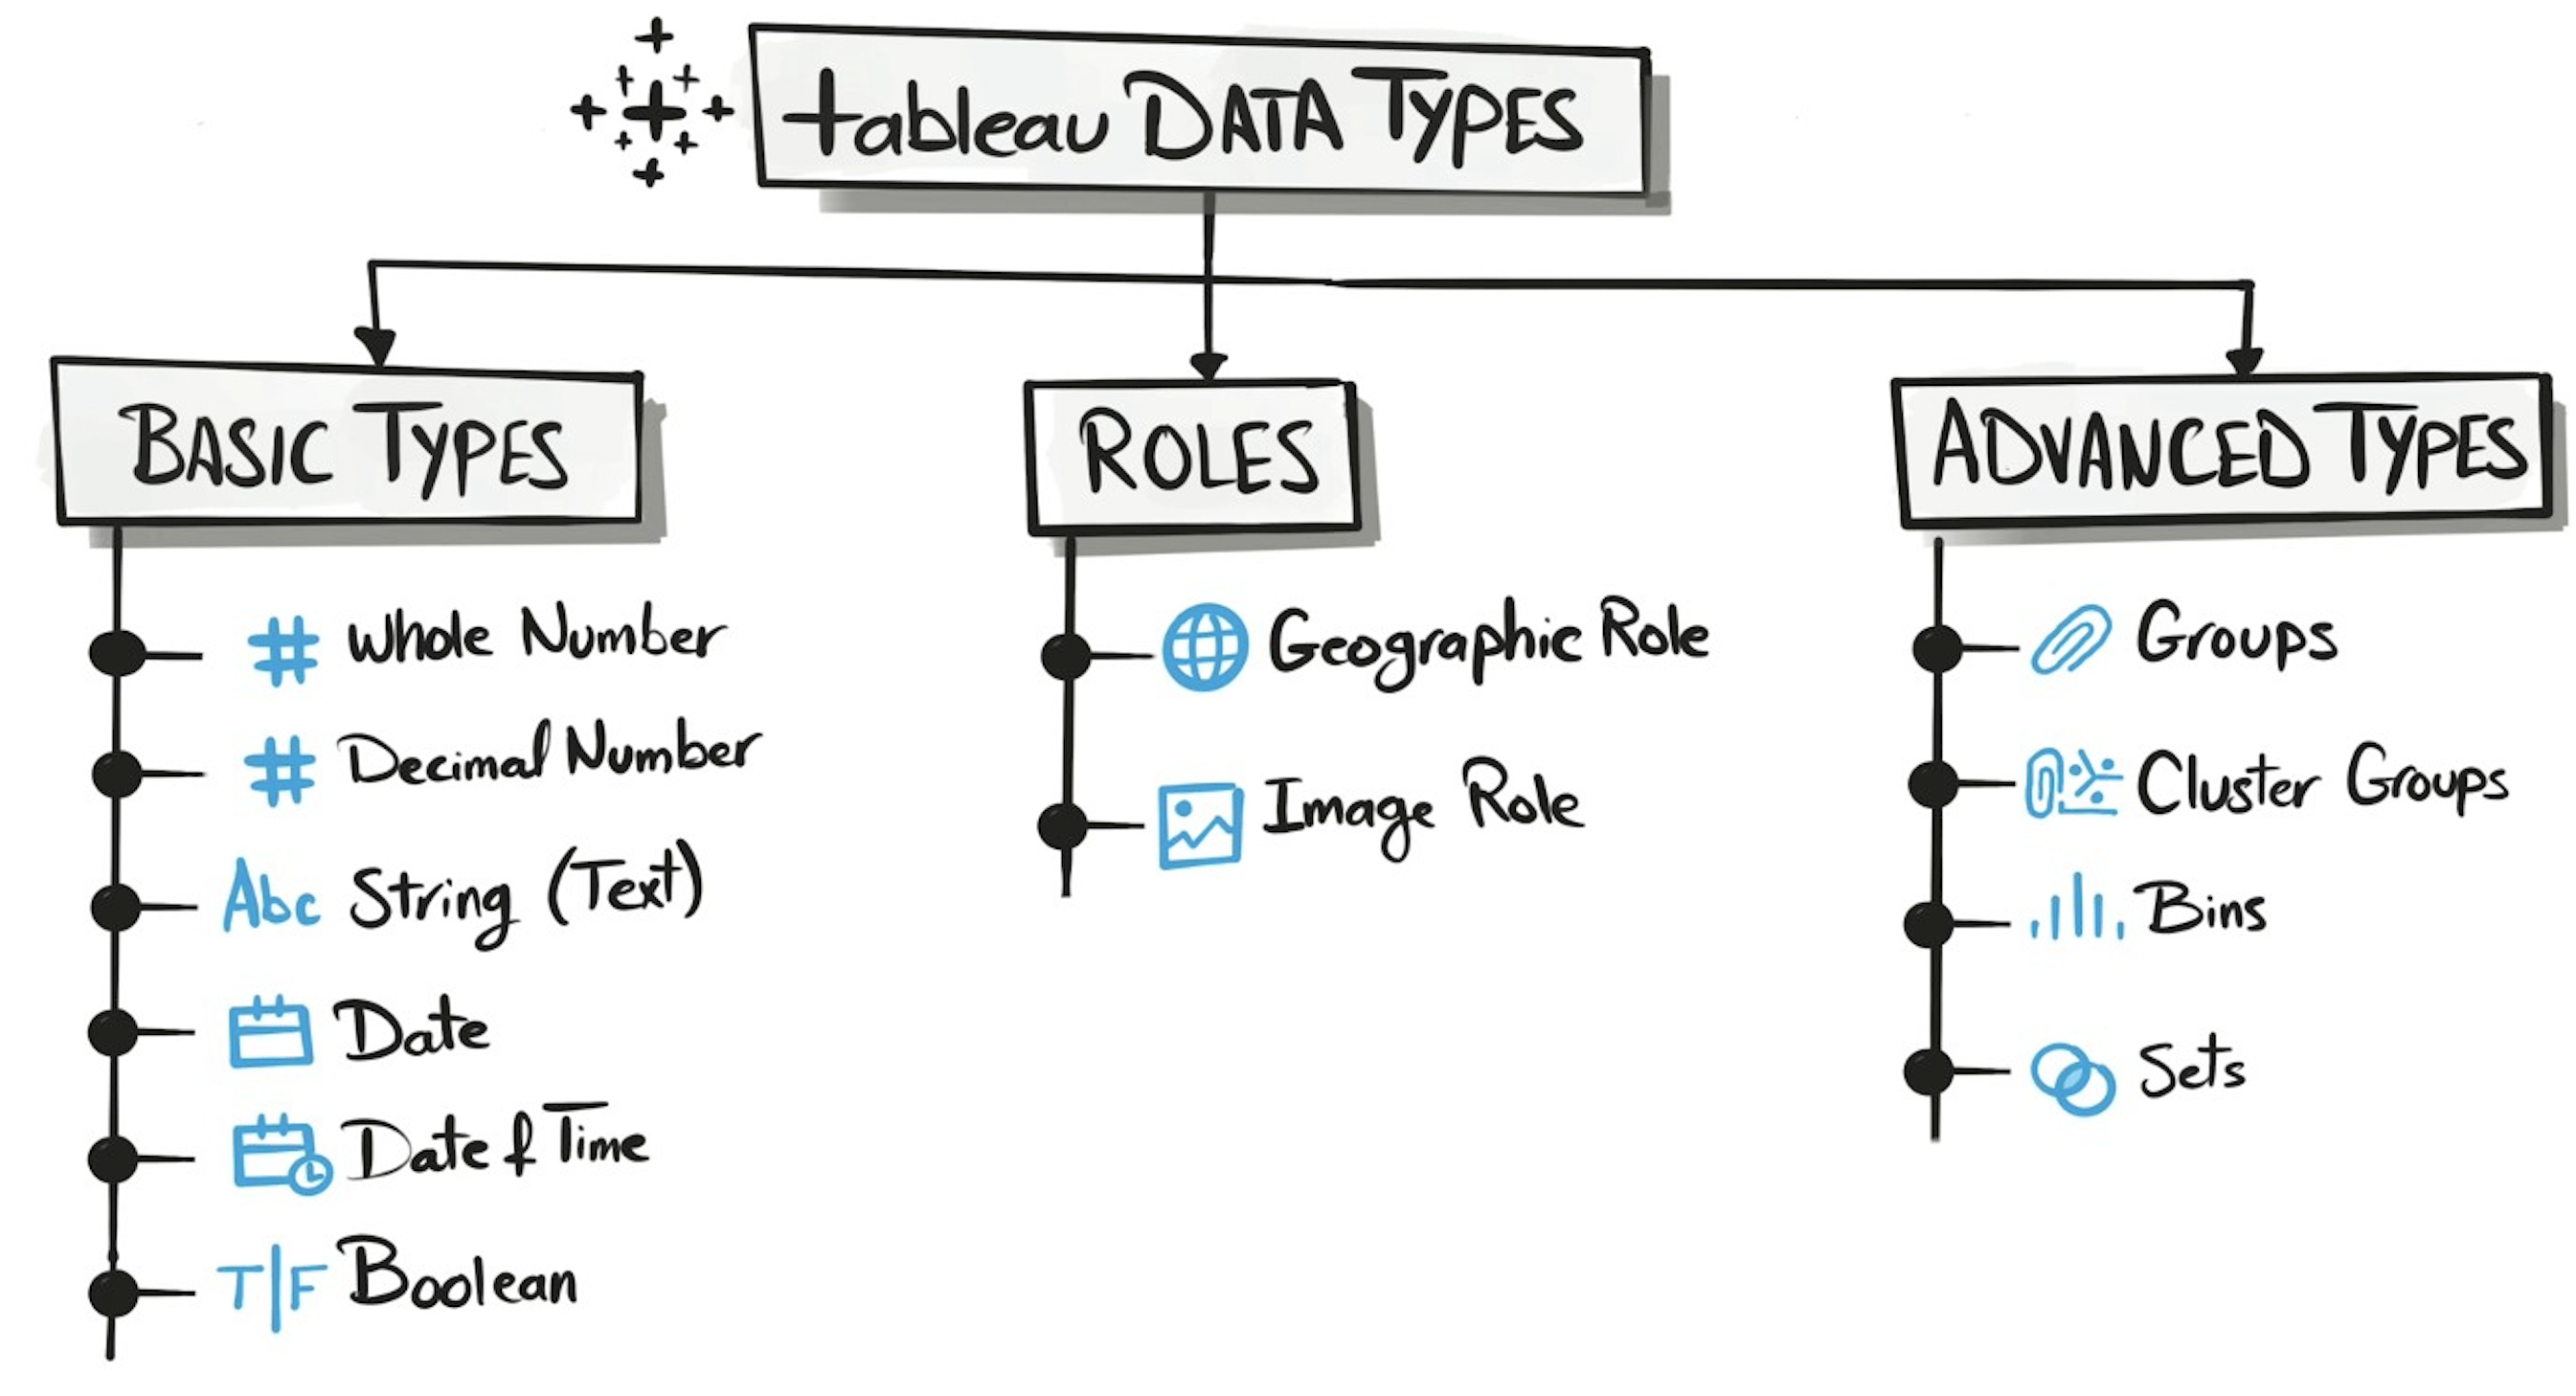 tableau DATA TYPES
BASIC TYPES
# Whole Number
# Decimal Number
Abc String (Text)
Date
Date & Time
T|F Boolean
ROLES
Geographic Role
Image Role
ADVANCED TYPES
Groups
Cluster Groups
Bins
Sets